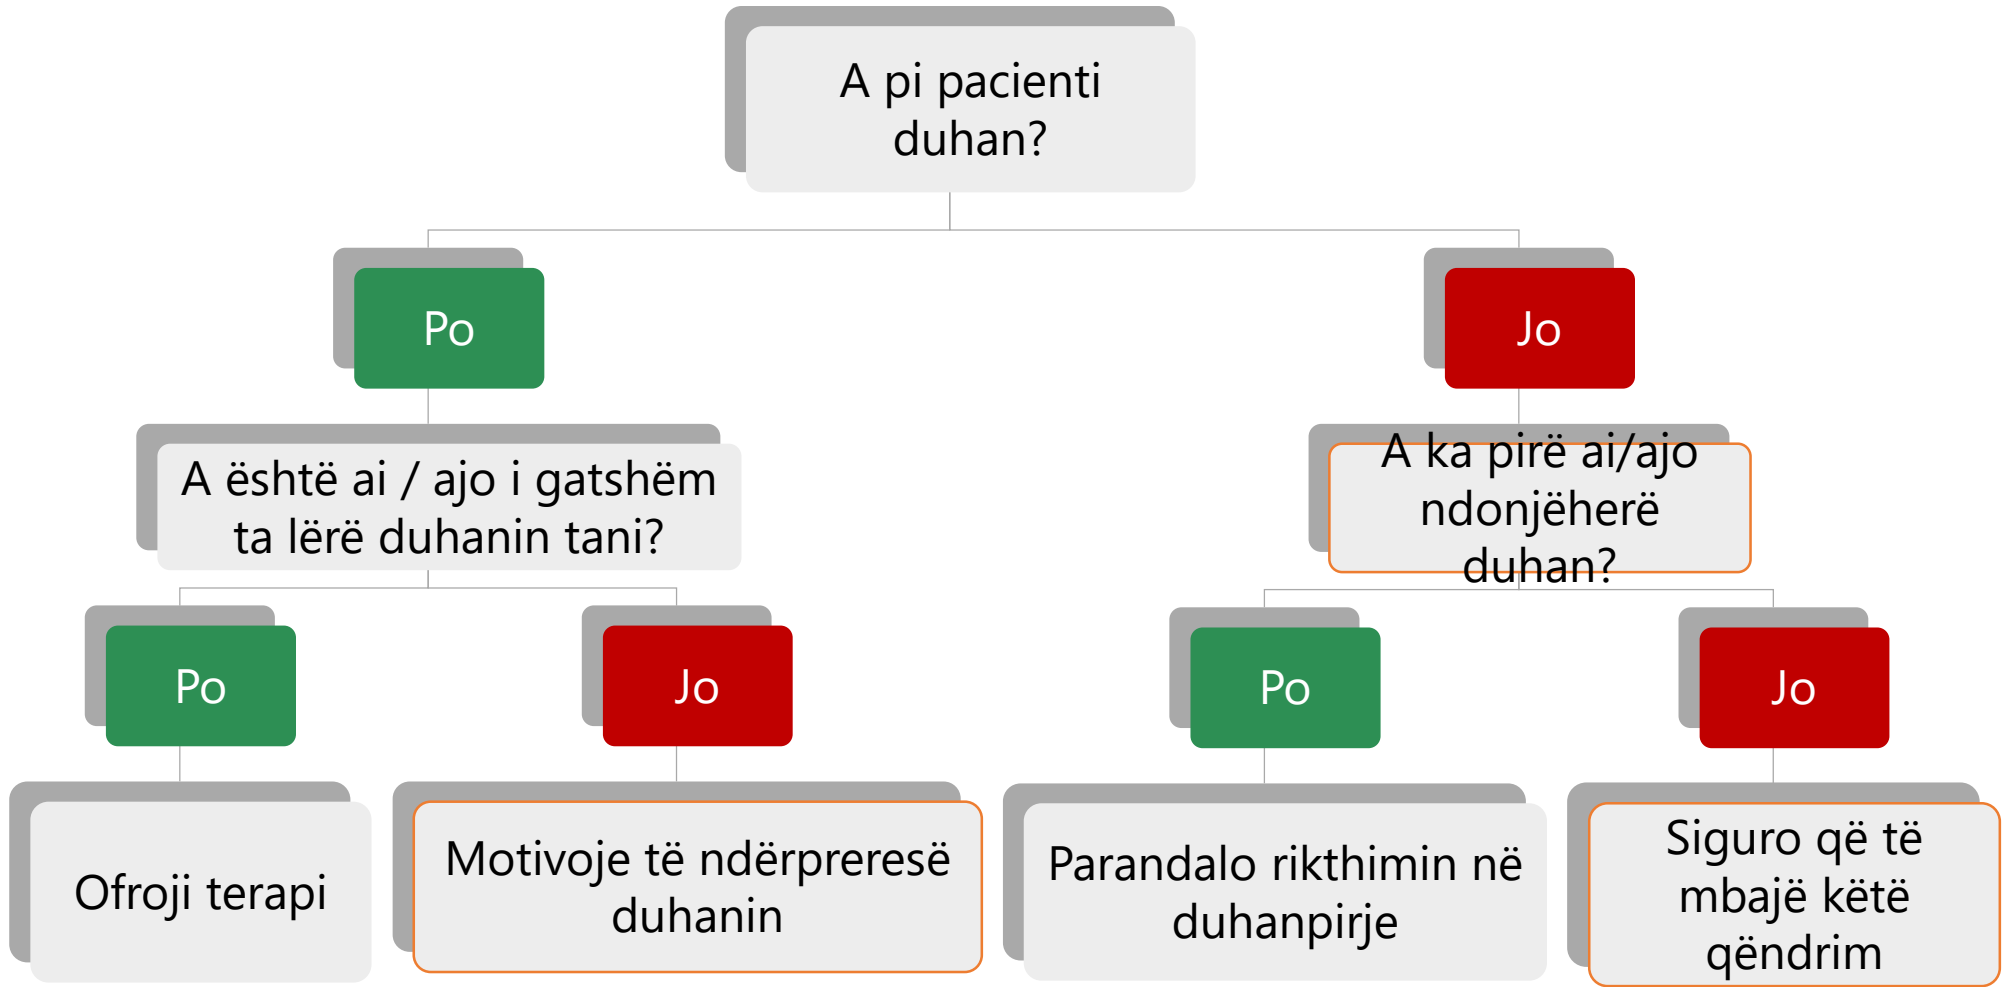 A pi pacienti
duhan?
Po
Jo
A është ai / ajo i gatshëm
ta lërë duhanin tani?
A ka pirë ai/ajo
ndonjëherë
duhan?
Po
Jo
Po
Jo
Ofroji terapi
Motivoje të ndërpreresë
duhanin
Parandalo rikthimin në
duhanpirje
Siguro që të
mbajë këtë
qëndrim